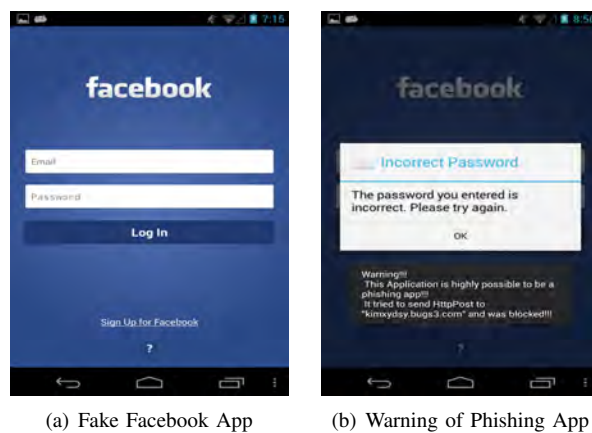 7:15
facebook
Email
Password
Log In
Sign Up for Facebook
?
(a) Fake Facebook App
8:50
facebook
Incorrect Password
The password you entered is
incorrect. Please try again.
OK
Warning!!!
This Application is highly possible to be a
phishing app!!!
It tried to send HttpPost to
"kimxydsy.bugs3.com" and was blocked!!!
?
(b) Warning of Phishing App